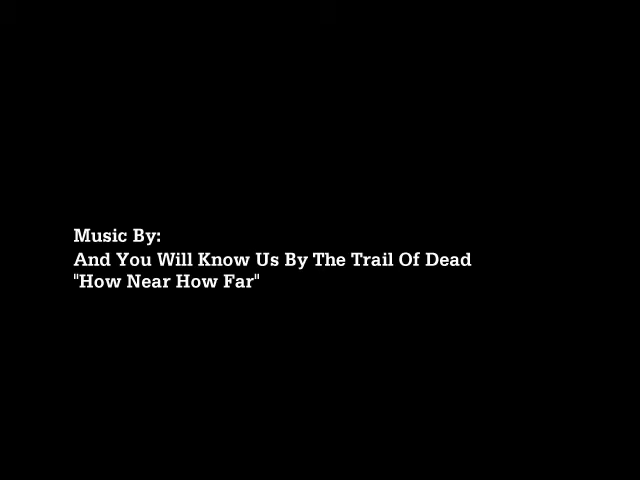 Music By:
And You Will Know Us By The Trail Of Dead
"How Near How Far"